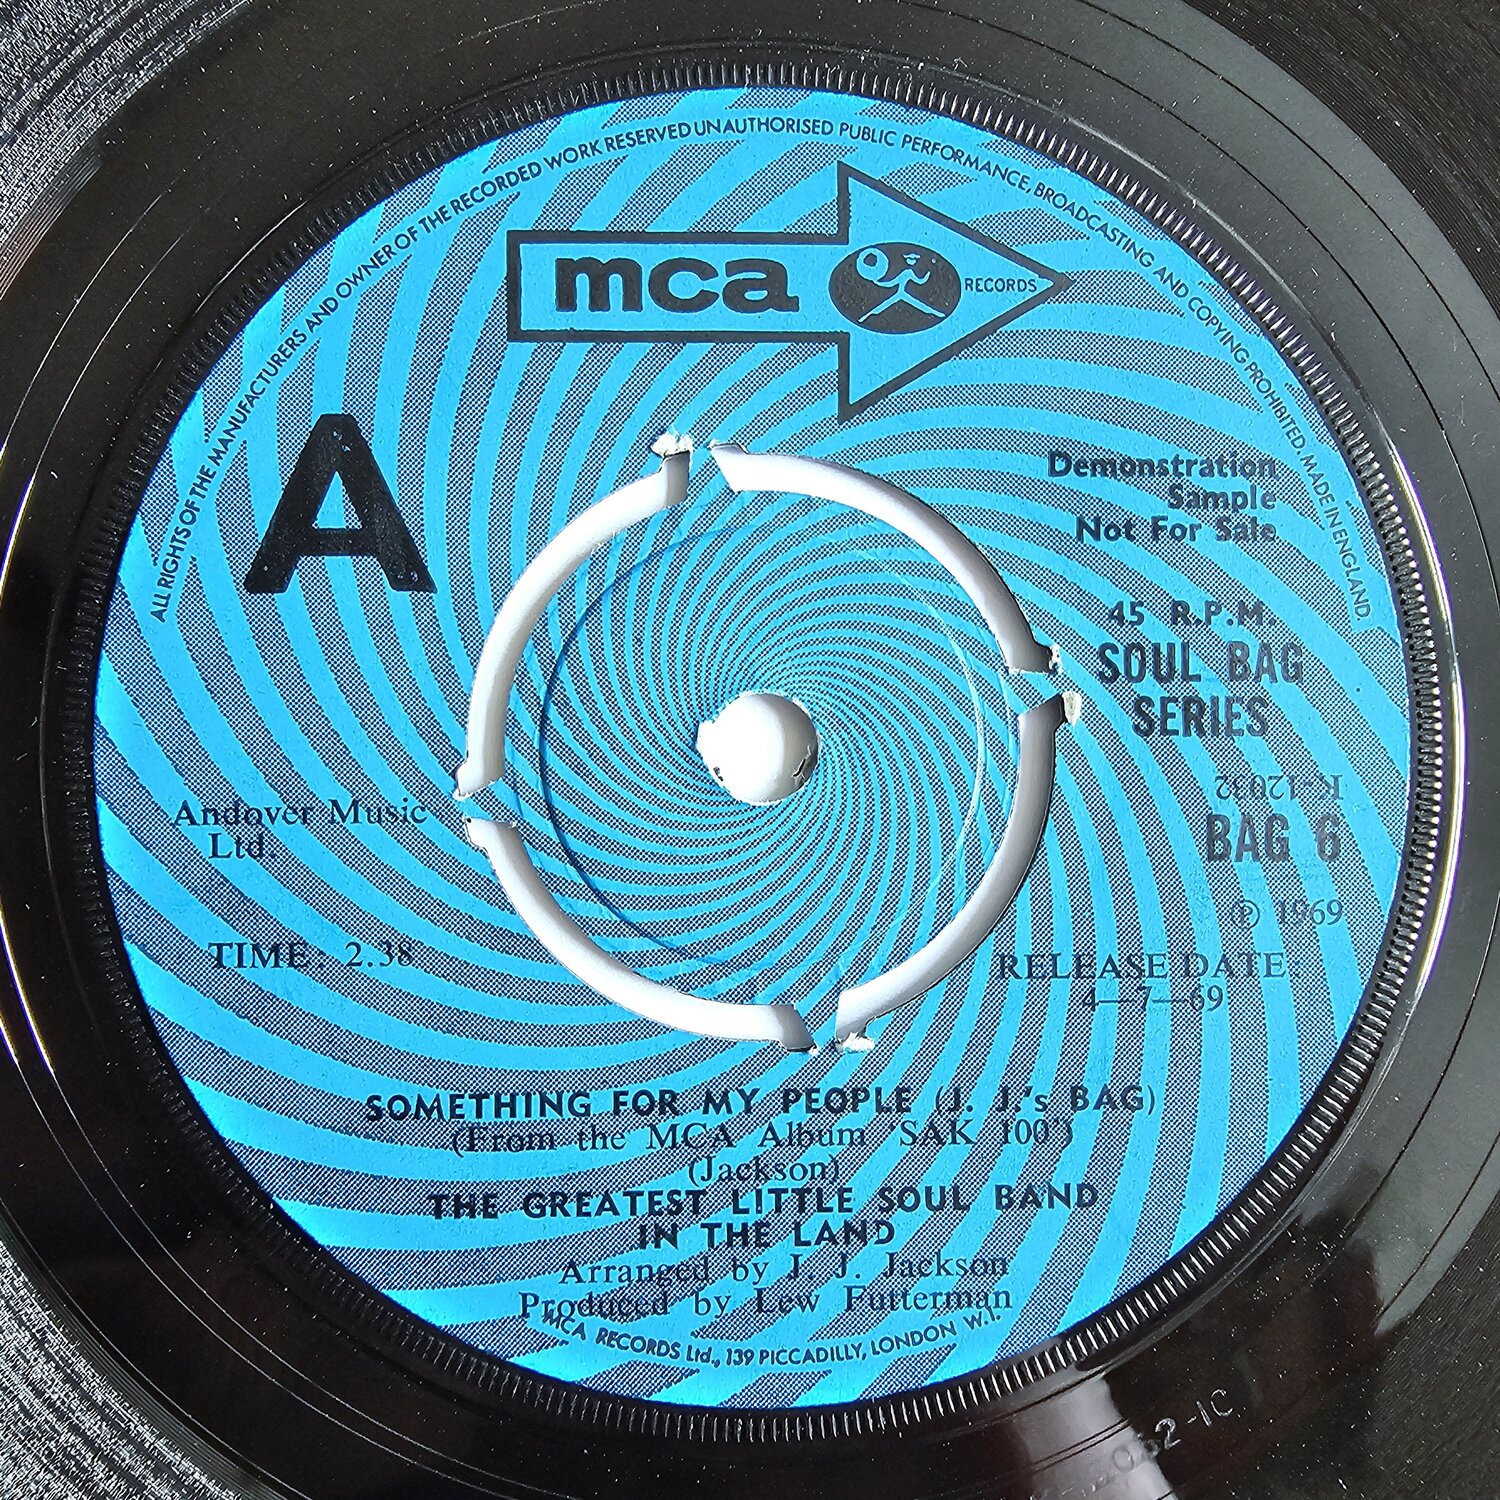 ALL RIGHTS OF THE MANUFACTURERS AND OWNER OF THE RECORDED WORK RESERVED UNAUTHORISED PUBLIC PERFORMANCE, BROADCASTING AND COPYING PROHIBITED. MADE IN ENGLAND.
mca
RECORDS
A
Demonstration
Sample
Not For Sale
45 R.P.M.
SOUL BAG
SERIES
K-12032
BAG 6
Ⓟ 1969
Andover Music
Ltd.
TIME: 2.38
RELEASE DATE:
4—7—69
SOMETHING FOR MY PEOPLE (J. J.'s BAG)
(From the MCA Album 'SAK 100')
(Jackson)
THE GREATEST LITTLE SOUL BAND
IN THE LAND
Arranged by J. J. Jackson
Produced by Lew Futterman
MCA RECORDS Ltd., 139 PICCADILLY, LONDON W.I.